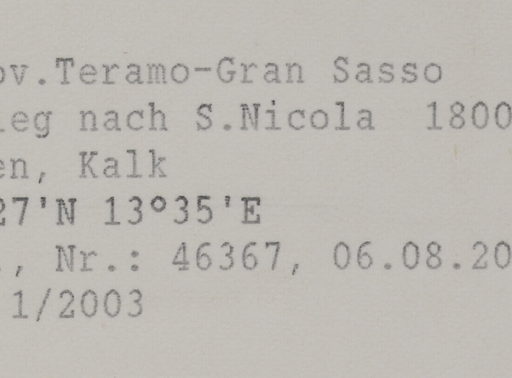 ov.Teramo-Gran Sasso
ieg nach S.Nicola 1800
en, Kalk
27'N 13°35'E
., Nr.: 46367, 06.08.20
1/2003